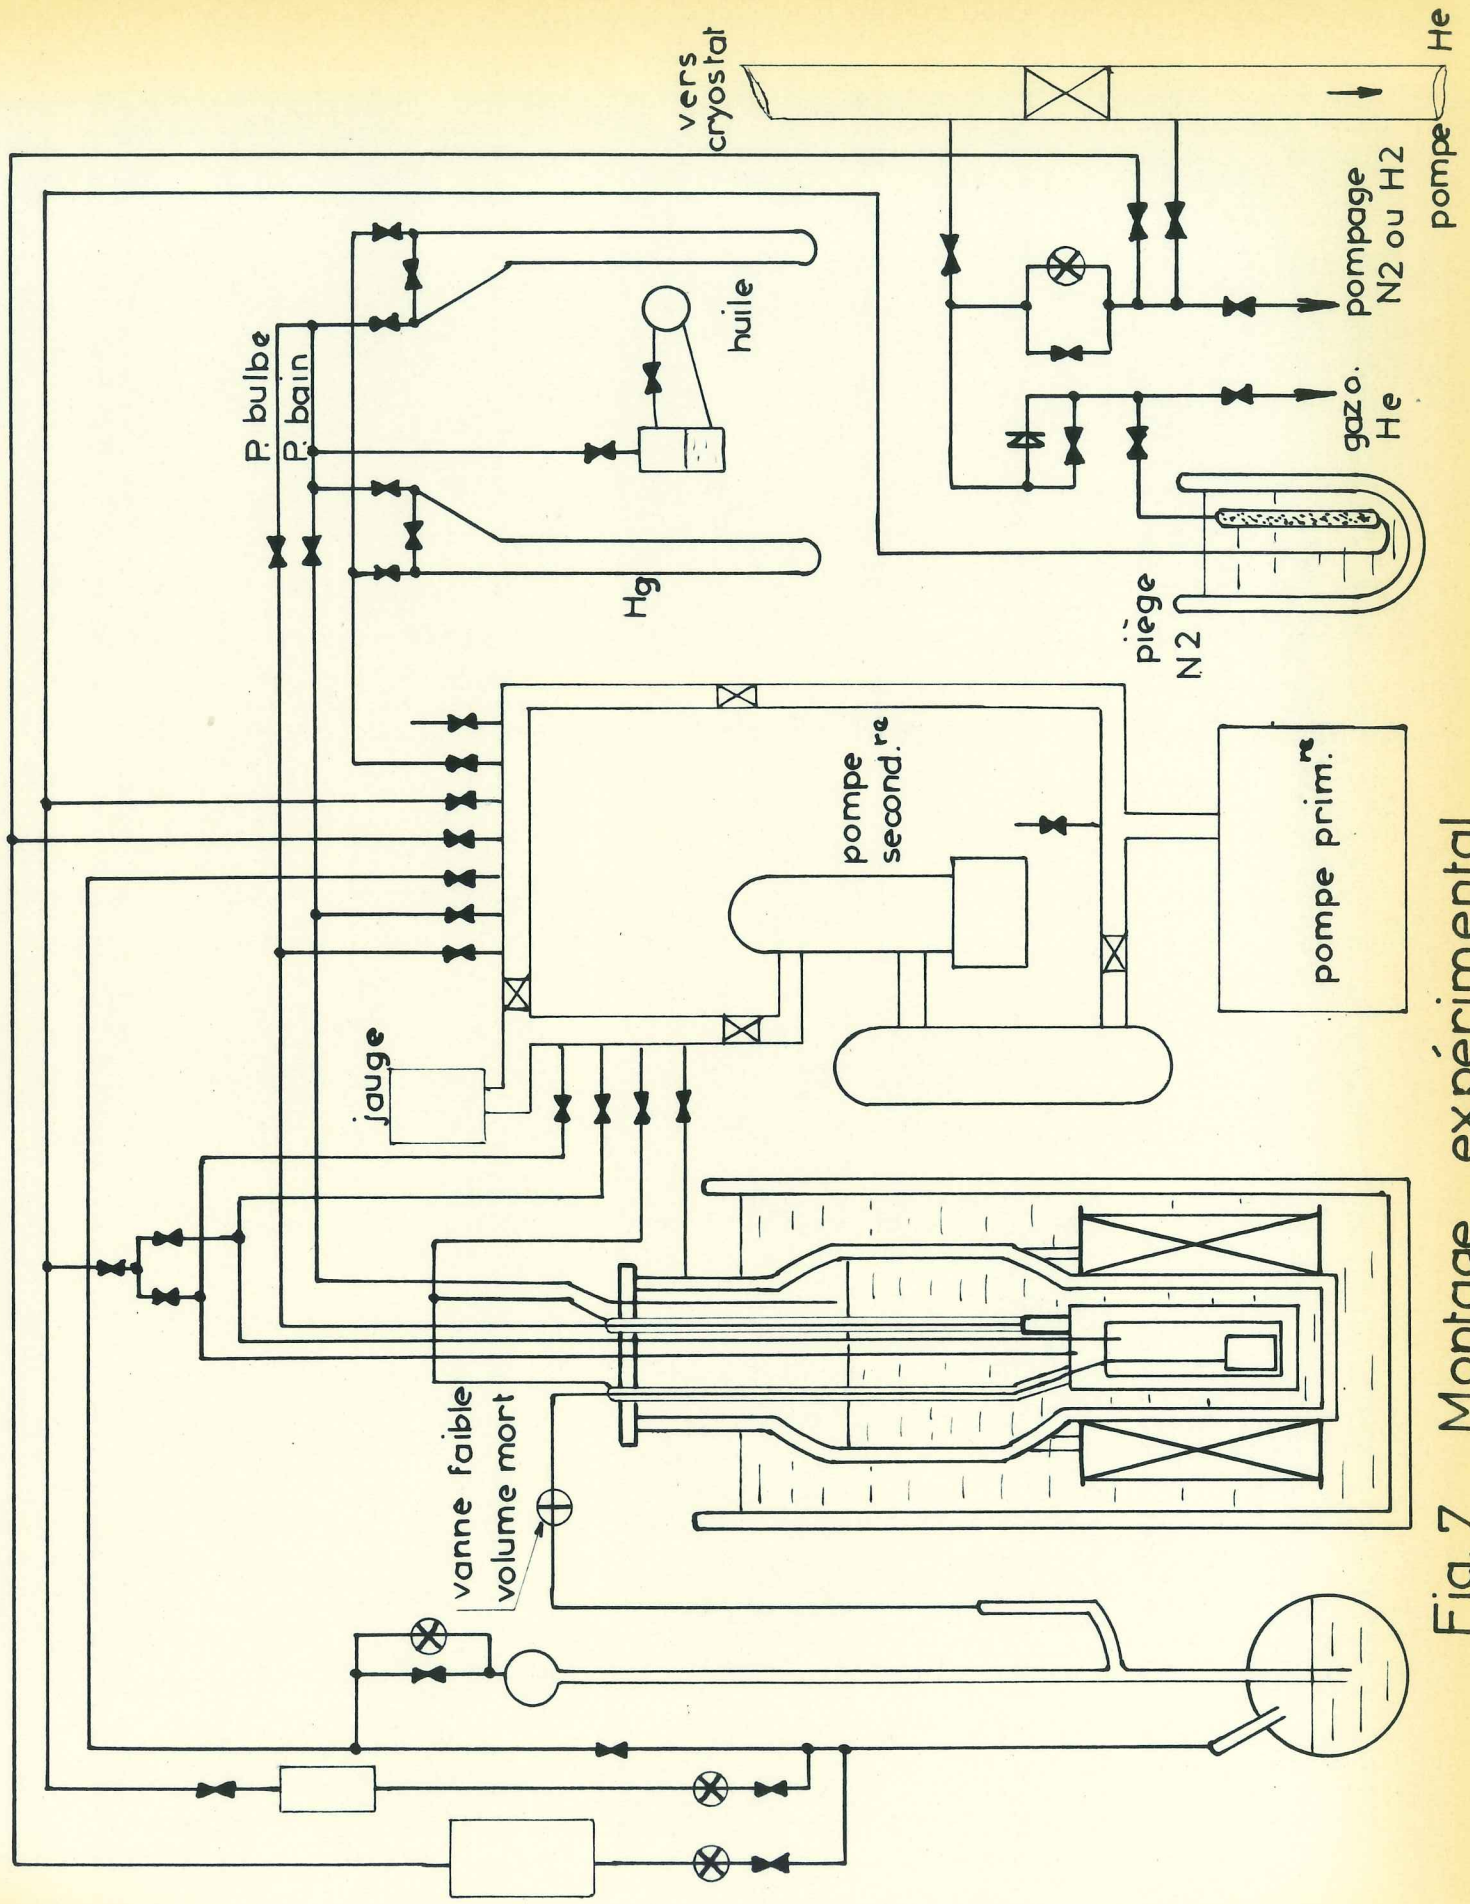 vers
cryostat
He
pompe
pompage
N2 ou H2
gazo.
He
P. bulbe
P. bain
huile
Hg
piège
N2
pompe
second.re
pompe prim.re
jauge
vanne faible
volume mort
Fig. 7 Montage expérimental